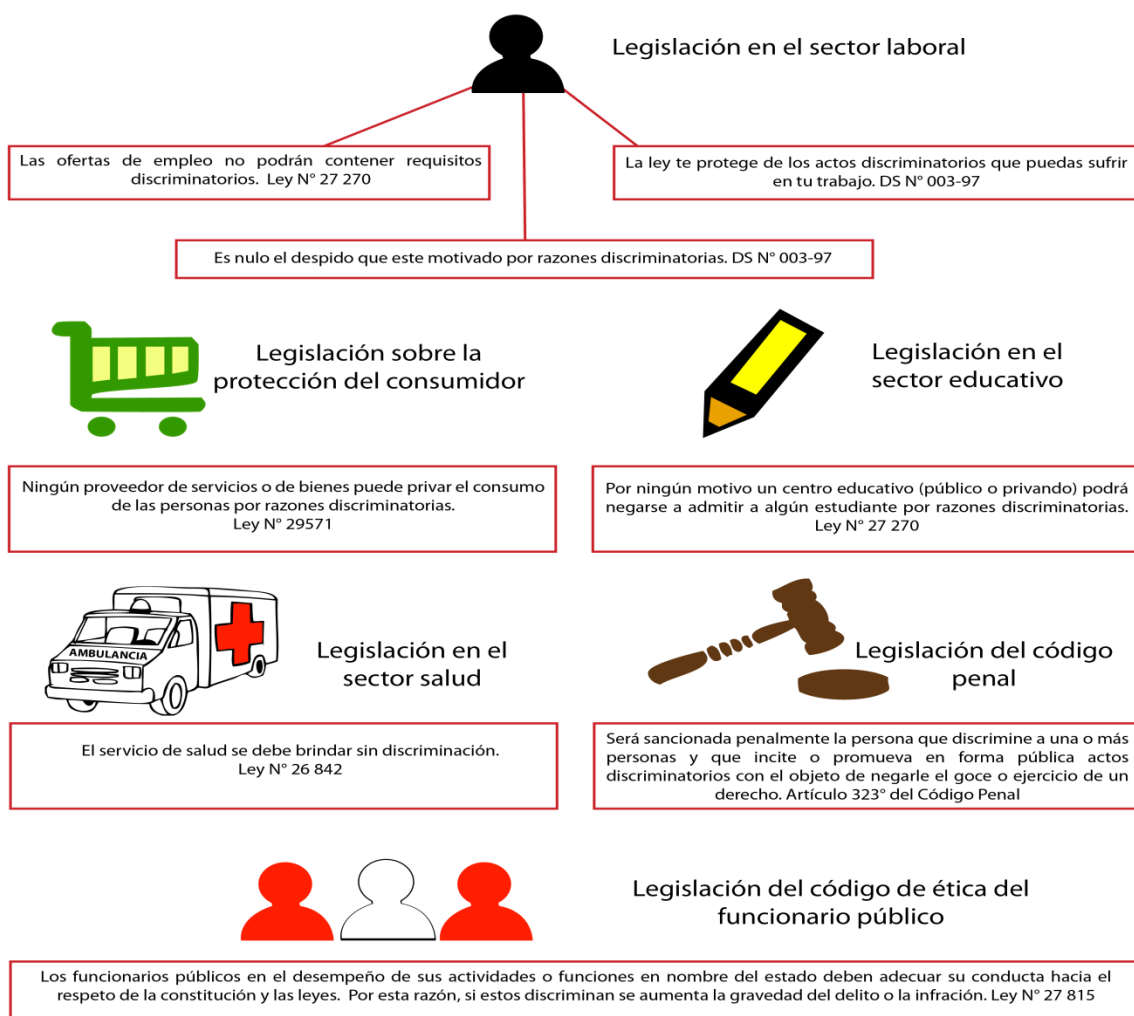 Legislación en el sector laboral
Las ofertas de empleo no podrán contener requisitos
discriminatorios. Ley N° 27 270
La ley te protege de los actos discriminatorios que puedas sufrir
en tu trabajo. DS N° 003-97
Es nulo el despido que este motivado por razones discriminatorias. DS N° 003-97
Legislación sobre la
protección del consumidor
Ningún proveedor de servicios o de bienes puede privar el consumo
de las personas por razones discriminatorias.
Ley N° 29571
Legislación en el
sector educativo
Por ningún motivo un centro educativo (público o privando) podrá
negarse a admitir a algún estudiante por razones discriminatorias.
Ley N° 27 270
AMBULANCIA
Legislación en el
sector salud
El servicio de salud se debe brindar sin discriminación.
Ley N° 26 842
Legislación del código
penal
Será sancionada penalmente la persona que discrimine a una o más
personas y que incite o promueva en forma pública actos
discriminatorios con el objeto de negarle el goce o ejercicio de un
derecho. Artículo 323° del Código Penal
Legislación del código de ética del
funcionario público
Los funcionarios públicos en el desempeño de sus actividades o funciones en nombre del estado deben adecuar su conducta hacia el
respeto de la constitución y las leyes. Por esta razón, si estos discriminan se aumenta la gravedad del delito o la infración. Ley N° 27 815